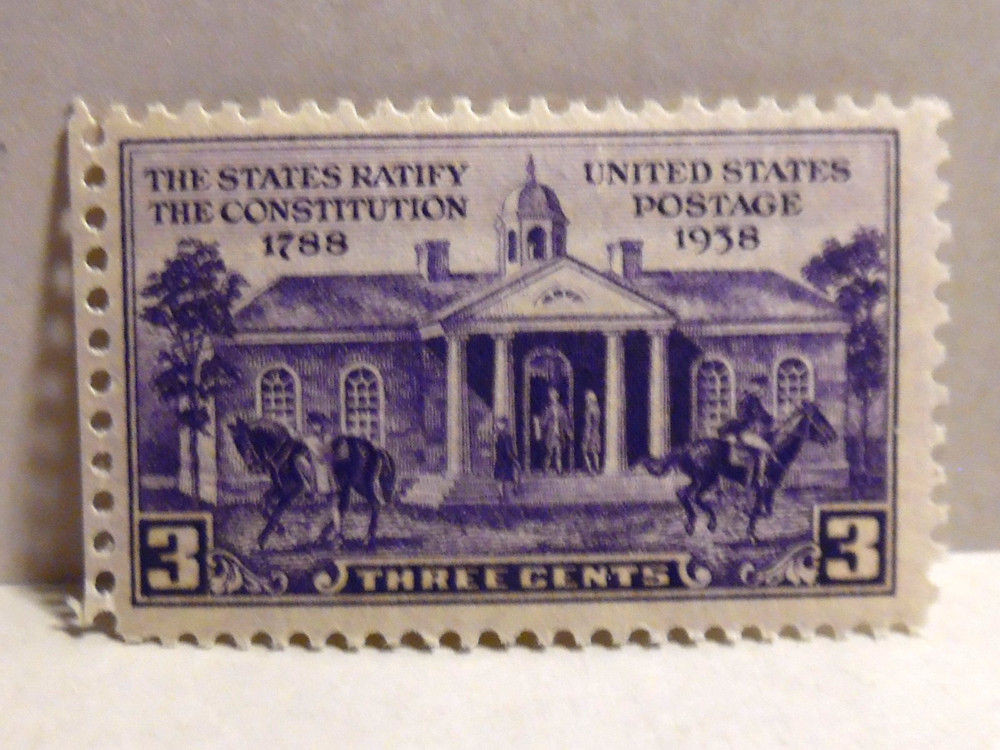 THE STATES RATIFY
THE CONSTITUTION
1788
UNITED STATES
POSTAGE
1938
3
THREE CENTS
3